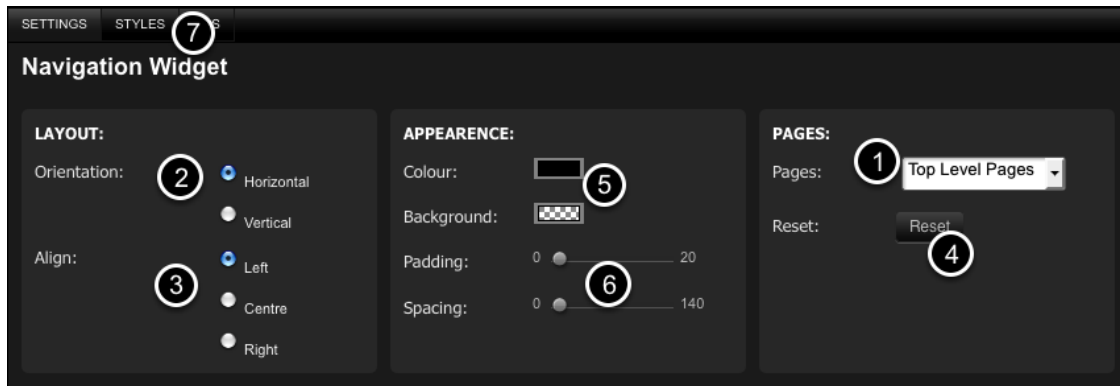 SETTINGS STYLES 7 S
Navigation Widget
LAYOUT:
Orientation:
2
Horizontal
Vertical
Align:
3
Left
Centre
Right
APPEARENCE:
Colour:
5
Background:
Padding:
0
20
6
Spacing:
0
140
PAGES:
Pages:
1
Top Level Pages
Reset:
Reset
4